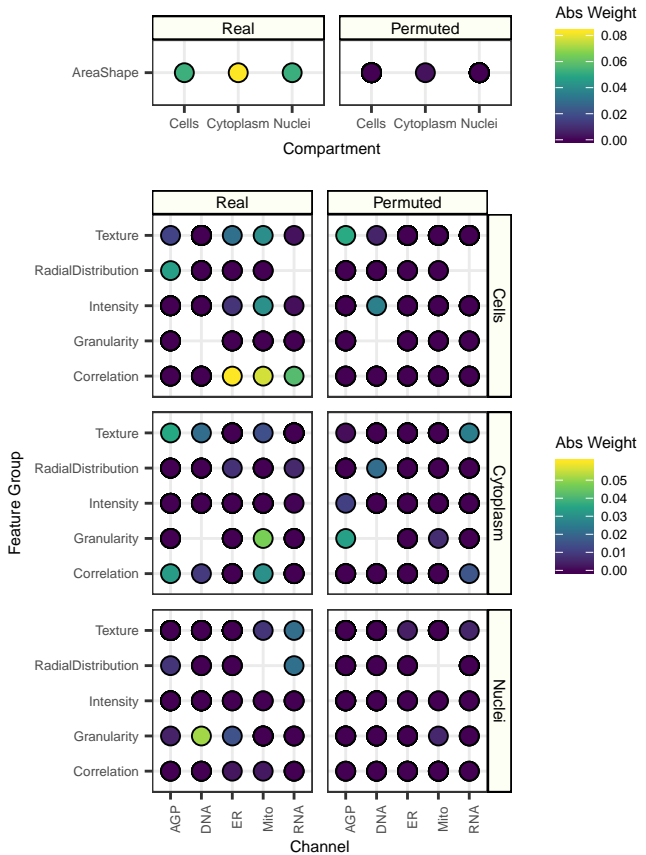 Real Permuted
AreaShape
Cells Cytoplasm Nuclei Cells Cytoplasm Nuclei
Compartment
Abs Weight
0.08
0.06
0.04
0.02
0.00
Real Permuted
Feature Group
Texture
RadialDistribution
Intensity
Granularity
Correlation
Cells
Texture
RadialDistribution
Intensity
Granularity
Correlation
Cytoplasm
Texture
RadialDistribution
Intensity
Granularity
Correlation
Nuclei
AGP DNA ER Mito RNA AGP DNA ER Mito RNA
Channel
Abs Weight
0.05
0.04
0.03
0.02
0.01
0.00